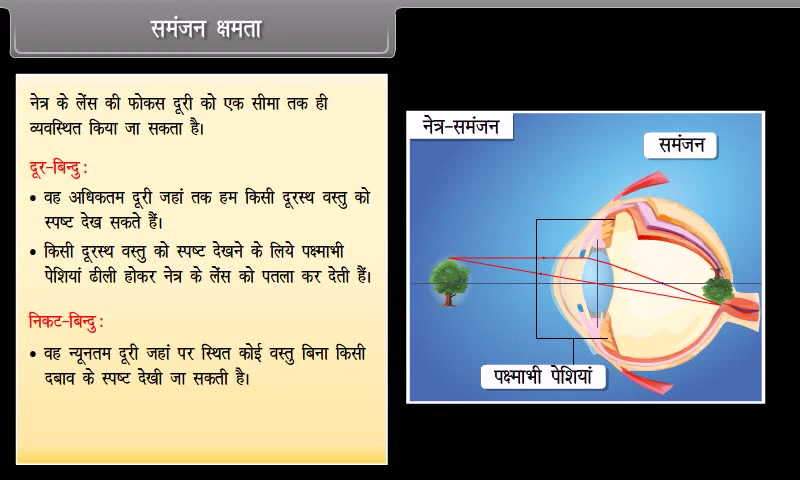 समंजन क्षमता
नेत्र के लेंस की फोकस दूरी को एक सीमा तक ही
व्यवस्थित किया जा सकता है।
दूर-बिन्दु :
• वह अधिकतम दूरी जहां तक हम किसी दूरस्थ वस्तु को
स्पष्ट देख सकते हैं।
• किसी दूरस्थ वस्तु को स्पष्ट देखने के लिये पक्ष्माभी
पेशियां ढीली होकर नेत्र के लेंस को पतला कर देती हैं।
निकट-बिन्दु :
• वह न्यूनतम दूरी जहां पर स्थित कोई वस्तु बिना किसी
दबाव के स्पष्ट देखी जा सकती है।
नेत्र-समंजन
समंजन
पक्ष्माभी पेशियां